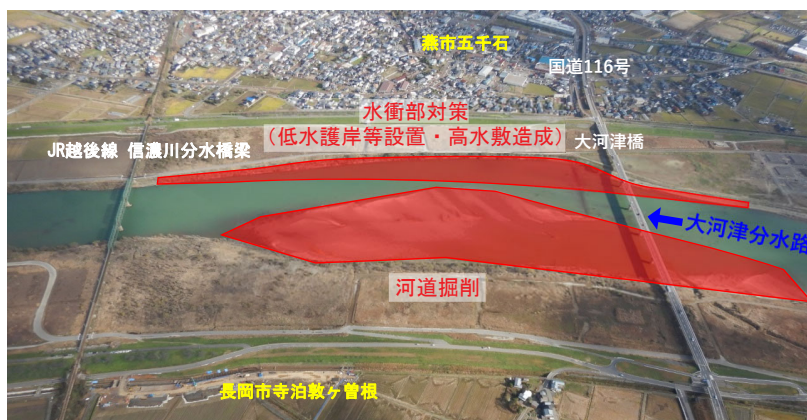 燕市五千石
国道116号
水衝部対策
（低水護岸等設置・高水敷造成）
大河津橋
JR越後線 信濃川分水橋梁
大河津分水路
河道掘削
長岡市寺泊敦ヶ曽根